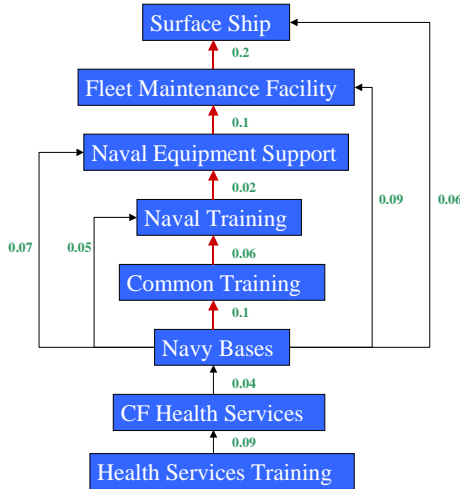 Surface Ship
0.2
Fleet Maintenance Facility
0.1
Naval Equipment Support
0.09
0.06
0.02
Naval Training
0.07
0.05
0.06
Common Training
0.1
Navy Bases
0.04
CF Health Services
0.09
Health Services Training